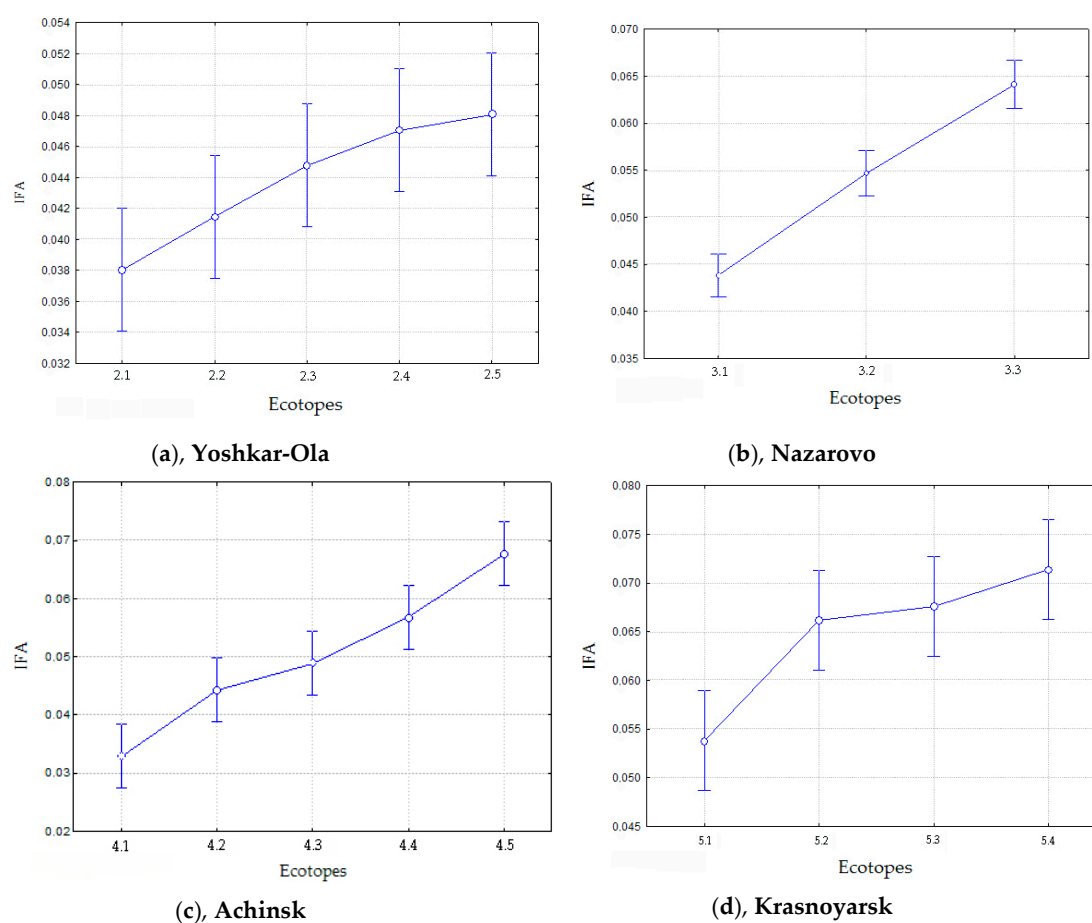 0.054
0.052
0.050
0.048
0.046
0.044
0.042
0.040
0.038
0.036
0.034
0.032
IFA
2.1 2.2 2.3 2.4 2.5
Ecotopes
(a), Yoshkar-Ola
0.070
0.065
0.060
0.055
0.050
0.045
0.040
0.035
IFA
3.1 3.2 3.3
Ecotopes
(b), Nazarovo
0.08
0.07
0.06
0.05
0.04
0.03
0.02
IFA
4.1 4.2 4.3 4.4 4.5
Ecotopes
(c), Achinsk
0.080
0.075
0.070
0.065
0.060
0.055
0.050
0.045
IFA
5.1 5.2 5.3 5.4
Ecotopes
(d), Krasnoyarsk